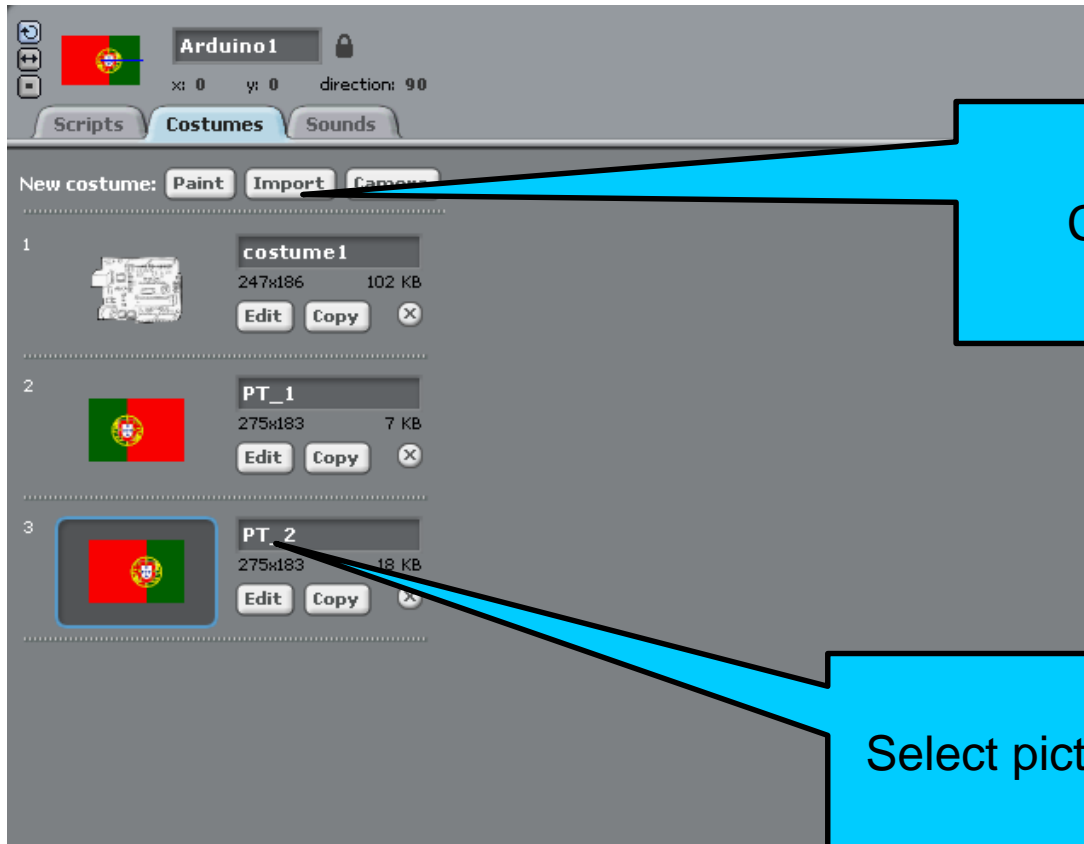 Arduino1
x: 0 y: 0 direction: 90
Scripts Costumes Sounds
New costume: Paint Import Camera
1
costume1
247x186 102 KB
Edit Copy
2
PT_1
275x183 7 KB
Edit Copy
3
PT_2
275x183 18 KB
Edit Copy
Select